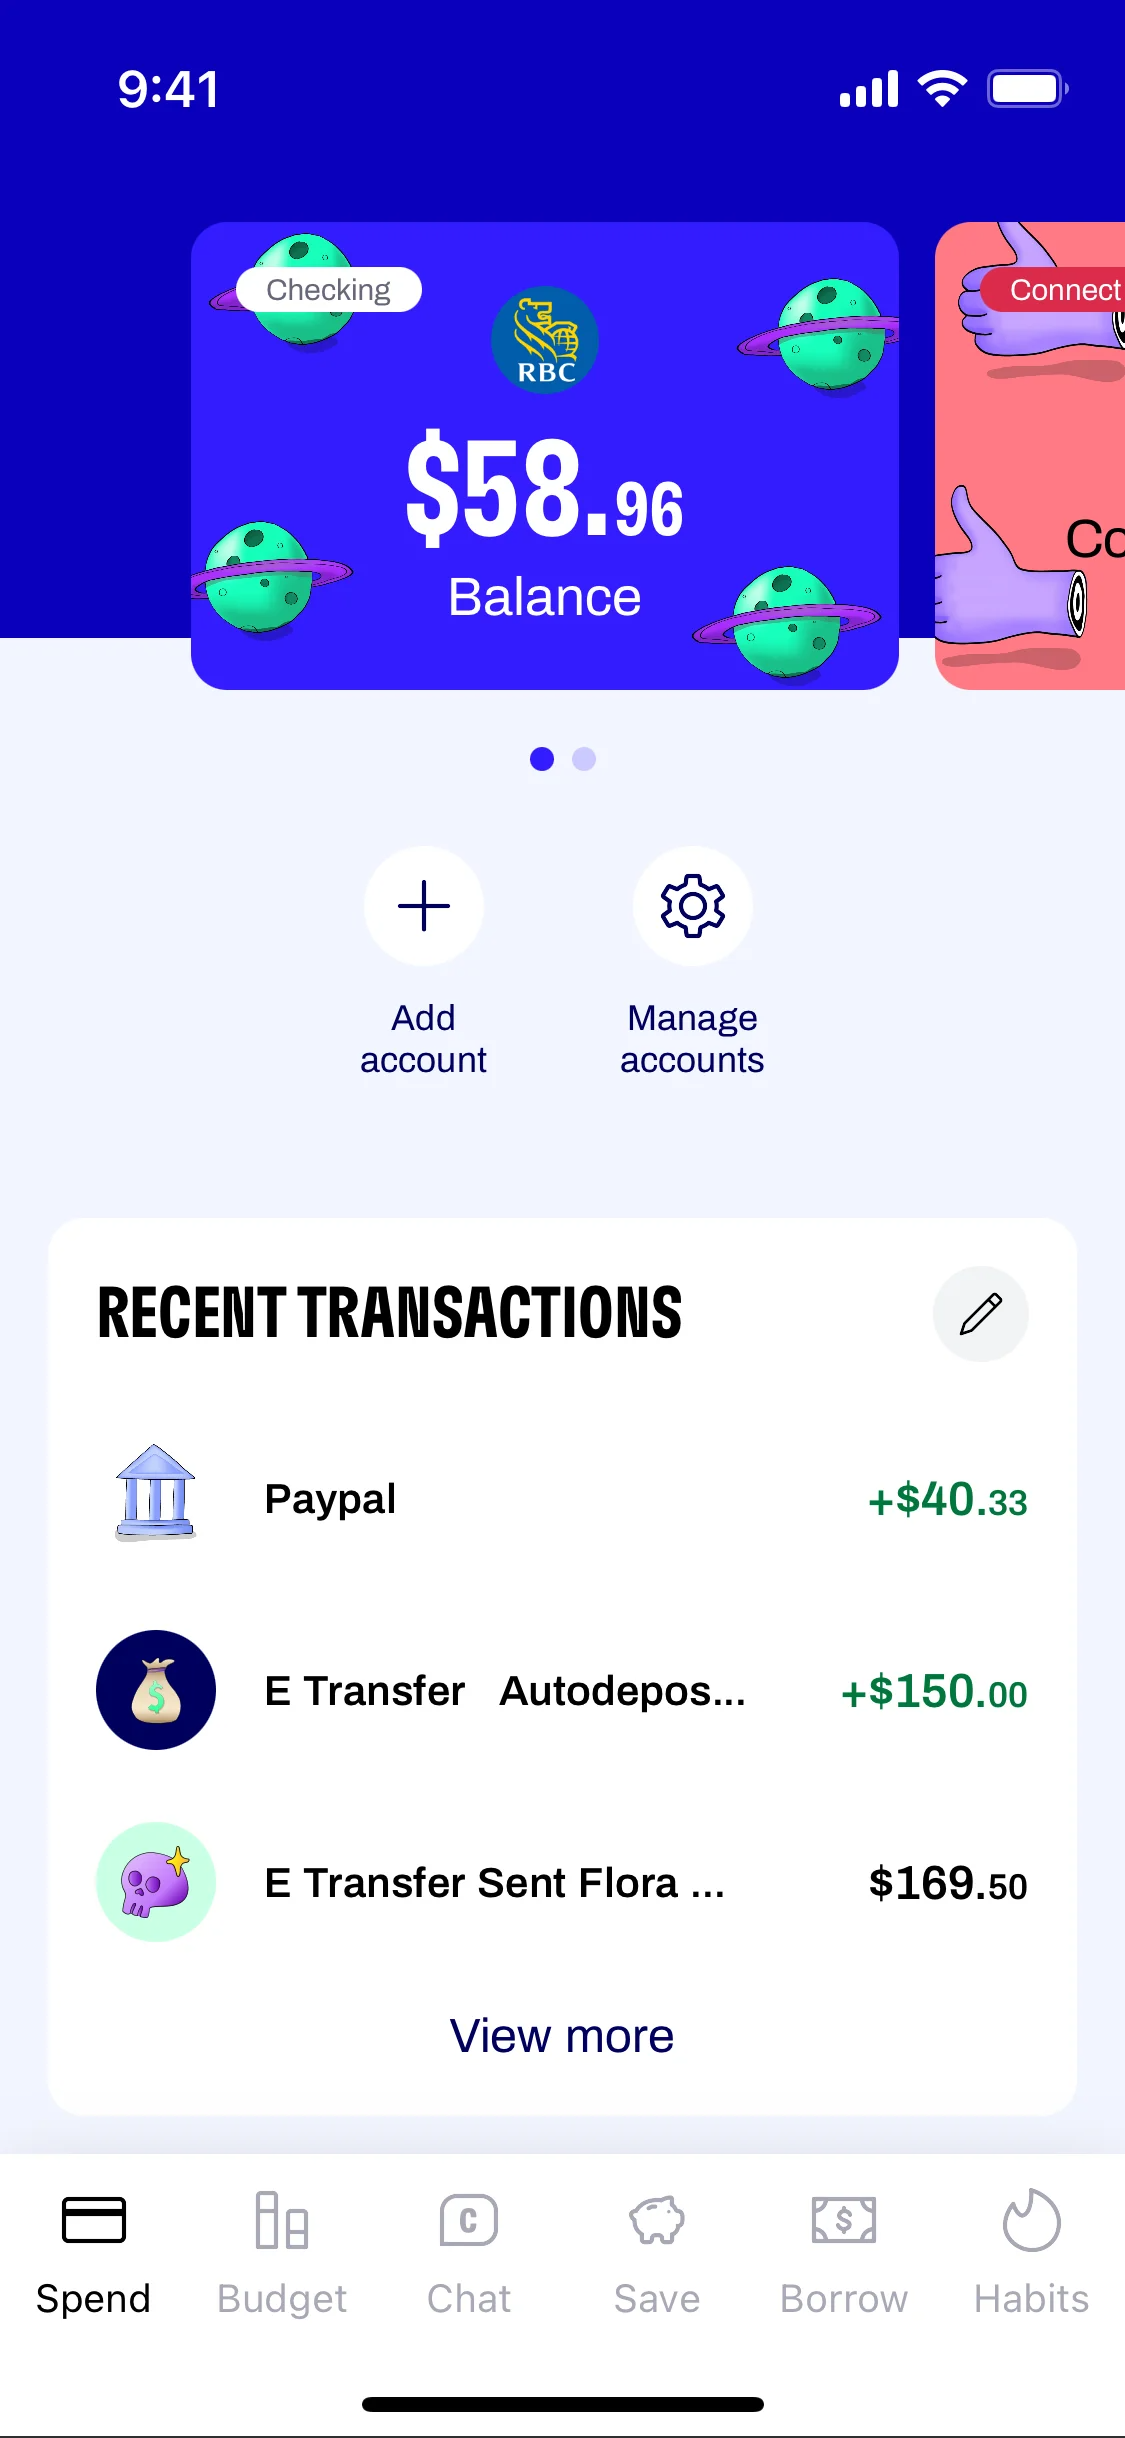 9:41
Checking
Connect
RBC
$58.96
Balance
Co
Add
account
Manage
accounts
RECENT TRANSACTIONS
Paypal
+$40.33
E Transfer   Autodepos...
+$150.00
E Transfer Sent Flora ...
$169.50
View more
Spend
Budget
Chat
Save
Borrow
Habits